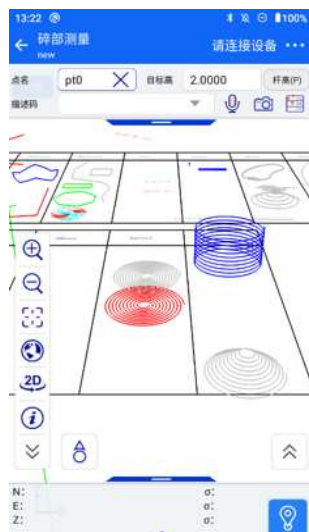 13:22 100%
碎部测量 请连接设备
new
点名 pt0 目标高 2.0000 杆高(P)
描述码
2D
N: σ:
E: σ:
Z: σ: